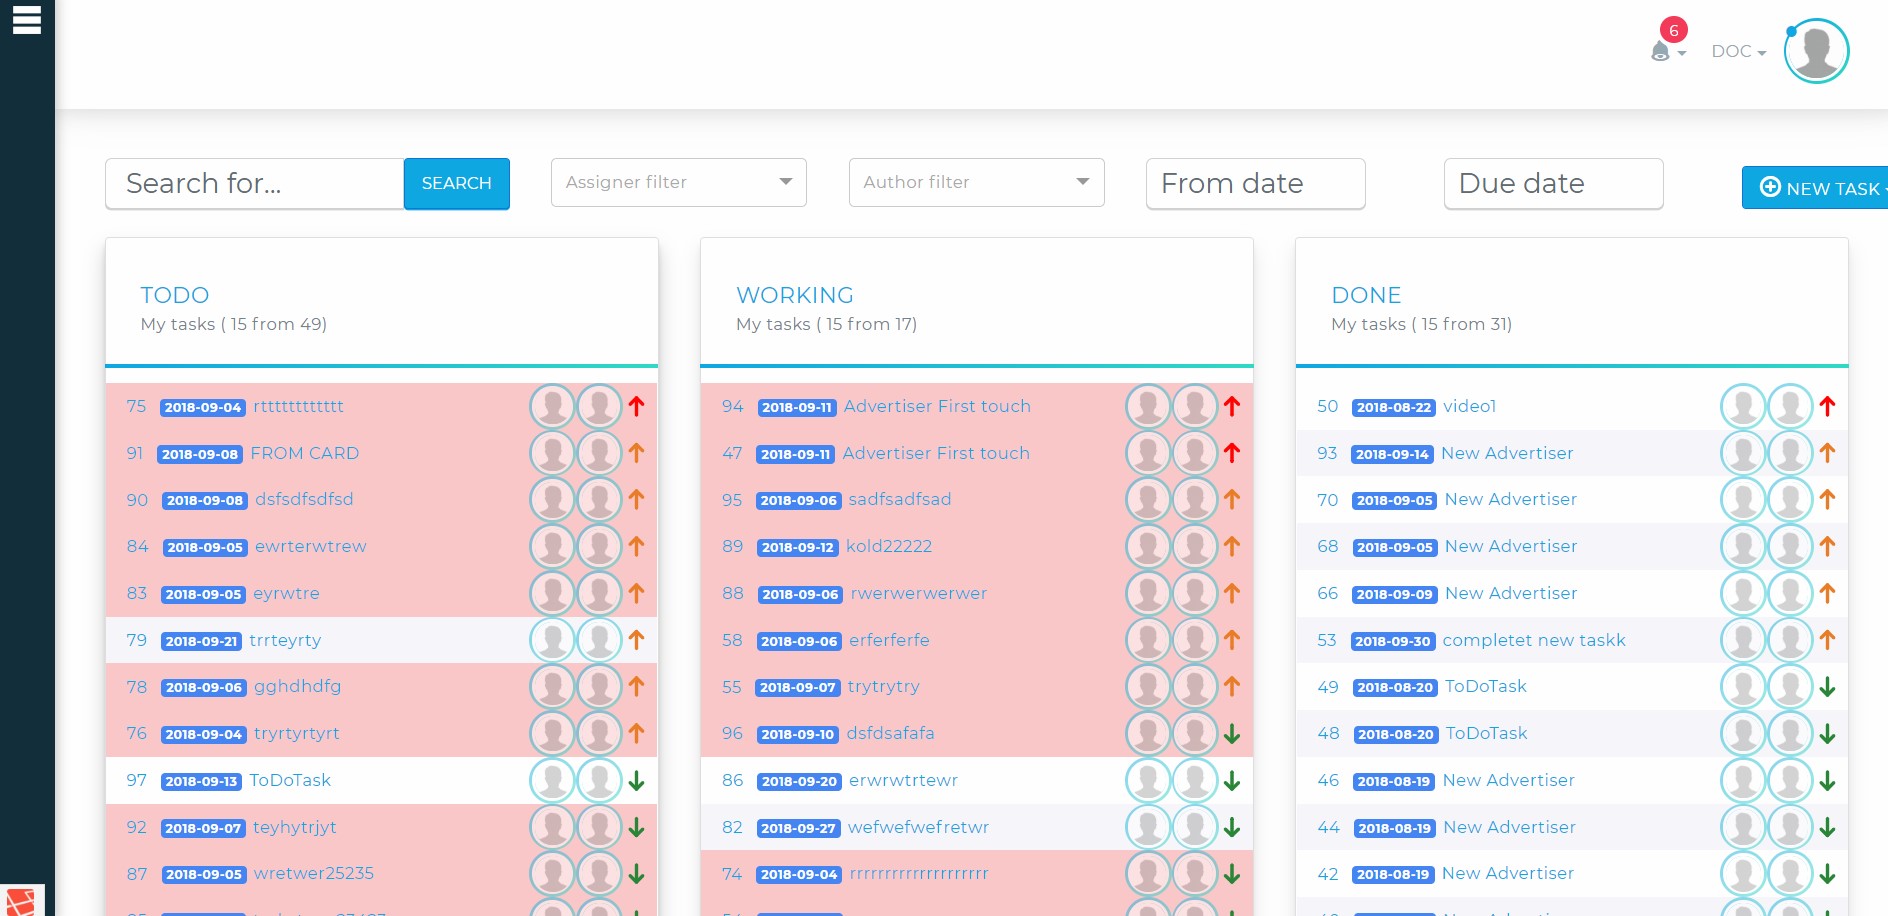 6
DOC
Search for...
SEARCH
Assigner filter
Author filter
From date
Due date
NEW TASK
TODO
My tasks ( 15 from 49)
75 2018-09-04 rtttttttttttt
91 2018-09-08 FROM CARD
90 2018-09-08 dsfsdfsdfsd
84 2018-09-05 ewrterwtrew
83 2018-09-05 eyrwtre
79 2018-09-21 trrteyrty
78 2018-09-06 gghdhdfg
76 2018-09-04 tryrtyrtyrt
97 2018-09-13 ToDoTask
92 2018-09-07 teyhytrjyt
87 2018-09-05 wretwer25235
WORKING
My tasks ( 15 from 17)
94 2018-09-11 Advertiser First touch
47 2018-09-11 Advertiser First touch
95 2018-09-06 sadfsadfsad
89 2018-09-12 kold22222
88 2018-09-06 rwerwerwerwer
58 2018-09-06 erferferfe
55 2018-09-07 trytrytry
96 2018-09-10 dsfdsafafa
86 2018-09-20 erwrwtrtewr
82 2018-09-27 wefwefwefretwr
74 2018-09-04 rrrrrrrrrrrrrrrrrrrr
DONE
My tasks ( 15 from 31)
50 2018-08-22 video1
93 2018-09-14 New Advertiser
70 2018-09-05 New Advertiser
68 2018-09-05 New Advertiser
66 2018-09-09 New Advertiser
53 2018-09-30 completet new taskk
49 2018-08-20 ToDoTask
48 2018-08-20 ToDoTask
46 2018-08-19 New Advertiser
44 2018-08-19 New Advertiser
42 2018-08-19 New Advertiser